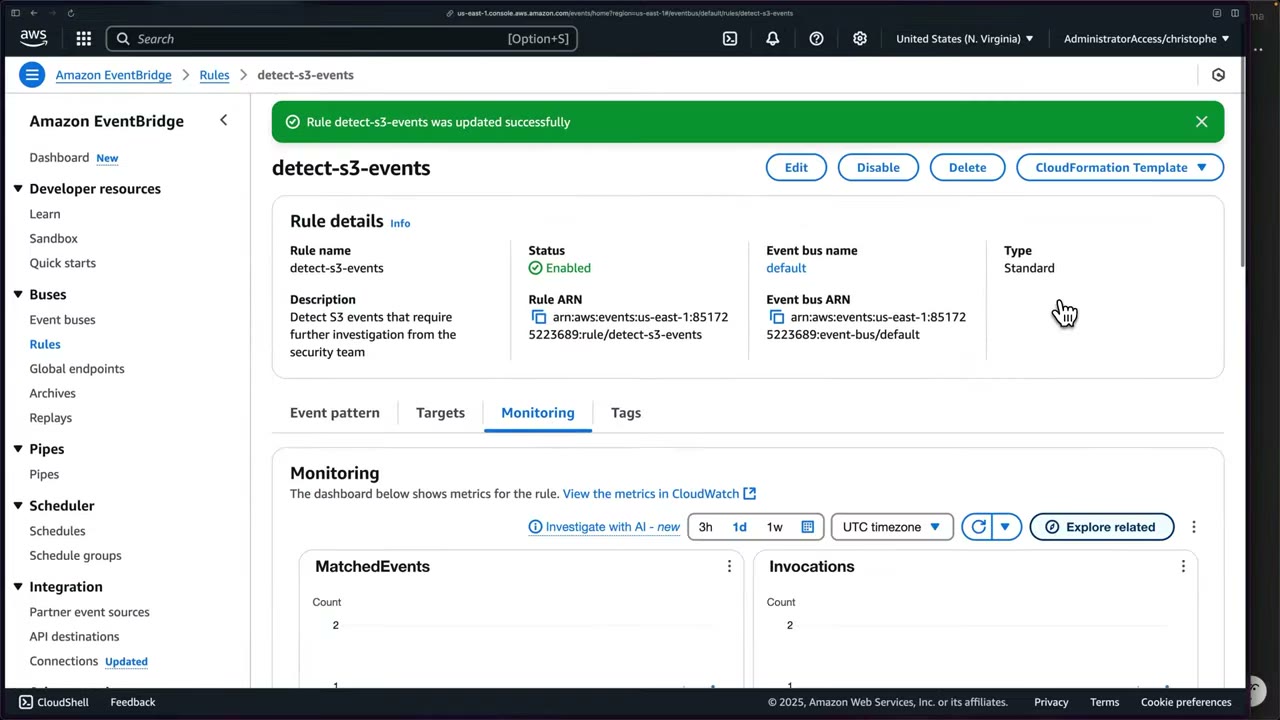 us-east-1.console.aws.amazon.com/events/home?region=us-east-1#/eventbus/default/rules/detect-s3-events
aws
Search
[Option+S]
United States (N. Virginia)
AdministratorAccess/christophe
Amazon EventBridge
Rules
detect-s3-events
Amazon EventBridge
Dashboard New
Developer resources
Learn
Sandbox
Quick starts
Buses
Event buses
Rules
Global endpoints
Archives
Replays
Pipes
Pipes
Scheduler
Schedules
Schedule groups
Integration
Partner event sources
API destinations
Connections Updated
Rule detect-s3-events was updated successfully
detect-s3-events
Edit
Disable
Delete
CloudFormation Template
Rule details Info
Rule name
detect-s3-events
Description
Detect S3 events that require
further investigation from the
security team
Status
Enabled
Rule ARN
arn:aws:events:us-east-1:85172
5223689:rule/detect-s3-events
Event bus name
default
Event bus ARN
arn:aws:events:us-east-1:85172
5223689:event-bus/default
Type
Standard
Event pattern
Targets
Monitoring
Tags
Monitoring
The dashboard below shows metrics for the rule. View the metrics in CloudWatch
Investigate with AI - new
3h
1d
1w
UTC timezone
Explore related
MatchedEvents
Count
2
1
Invocations
Count
2
1
CloudShell
Feedback
© 2025, Amazon Web Services, Inc. or its affiliates.
Privacy
Terms
Cookie preferences